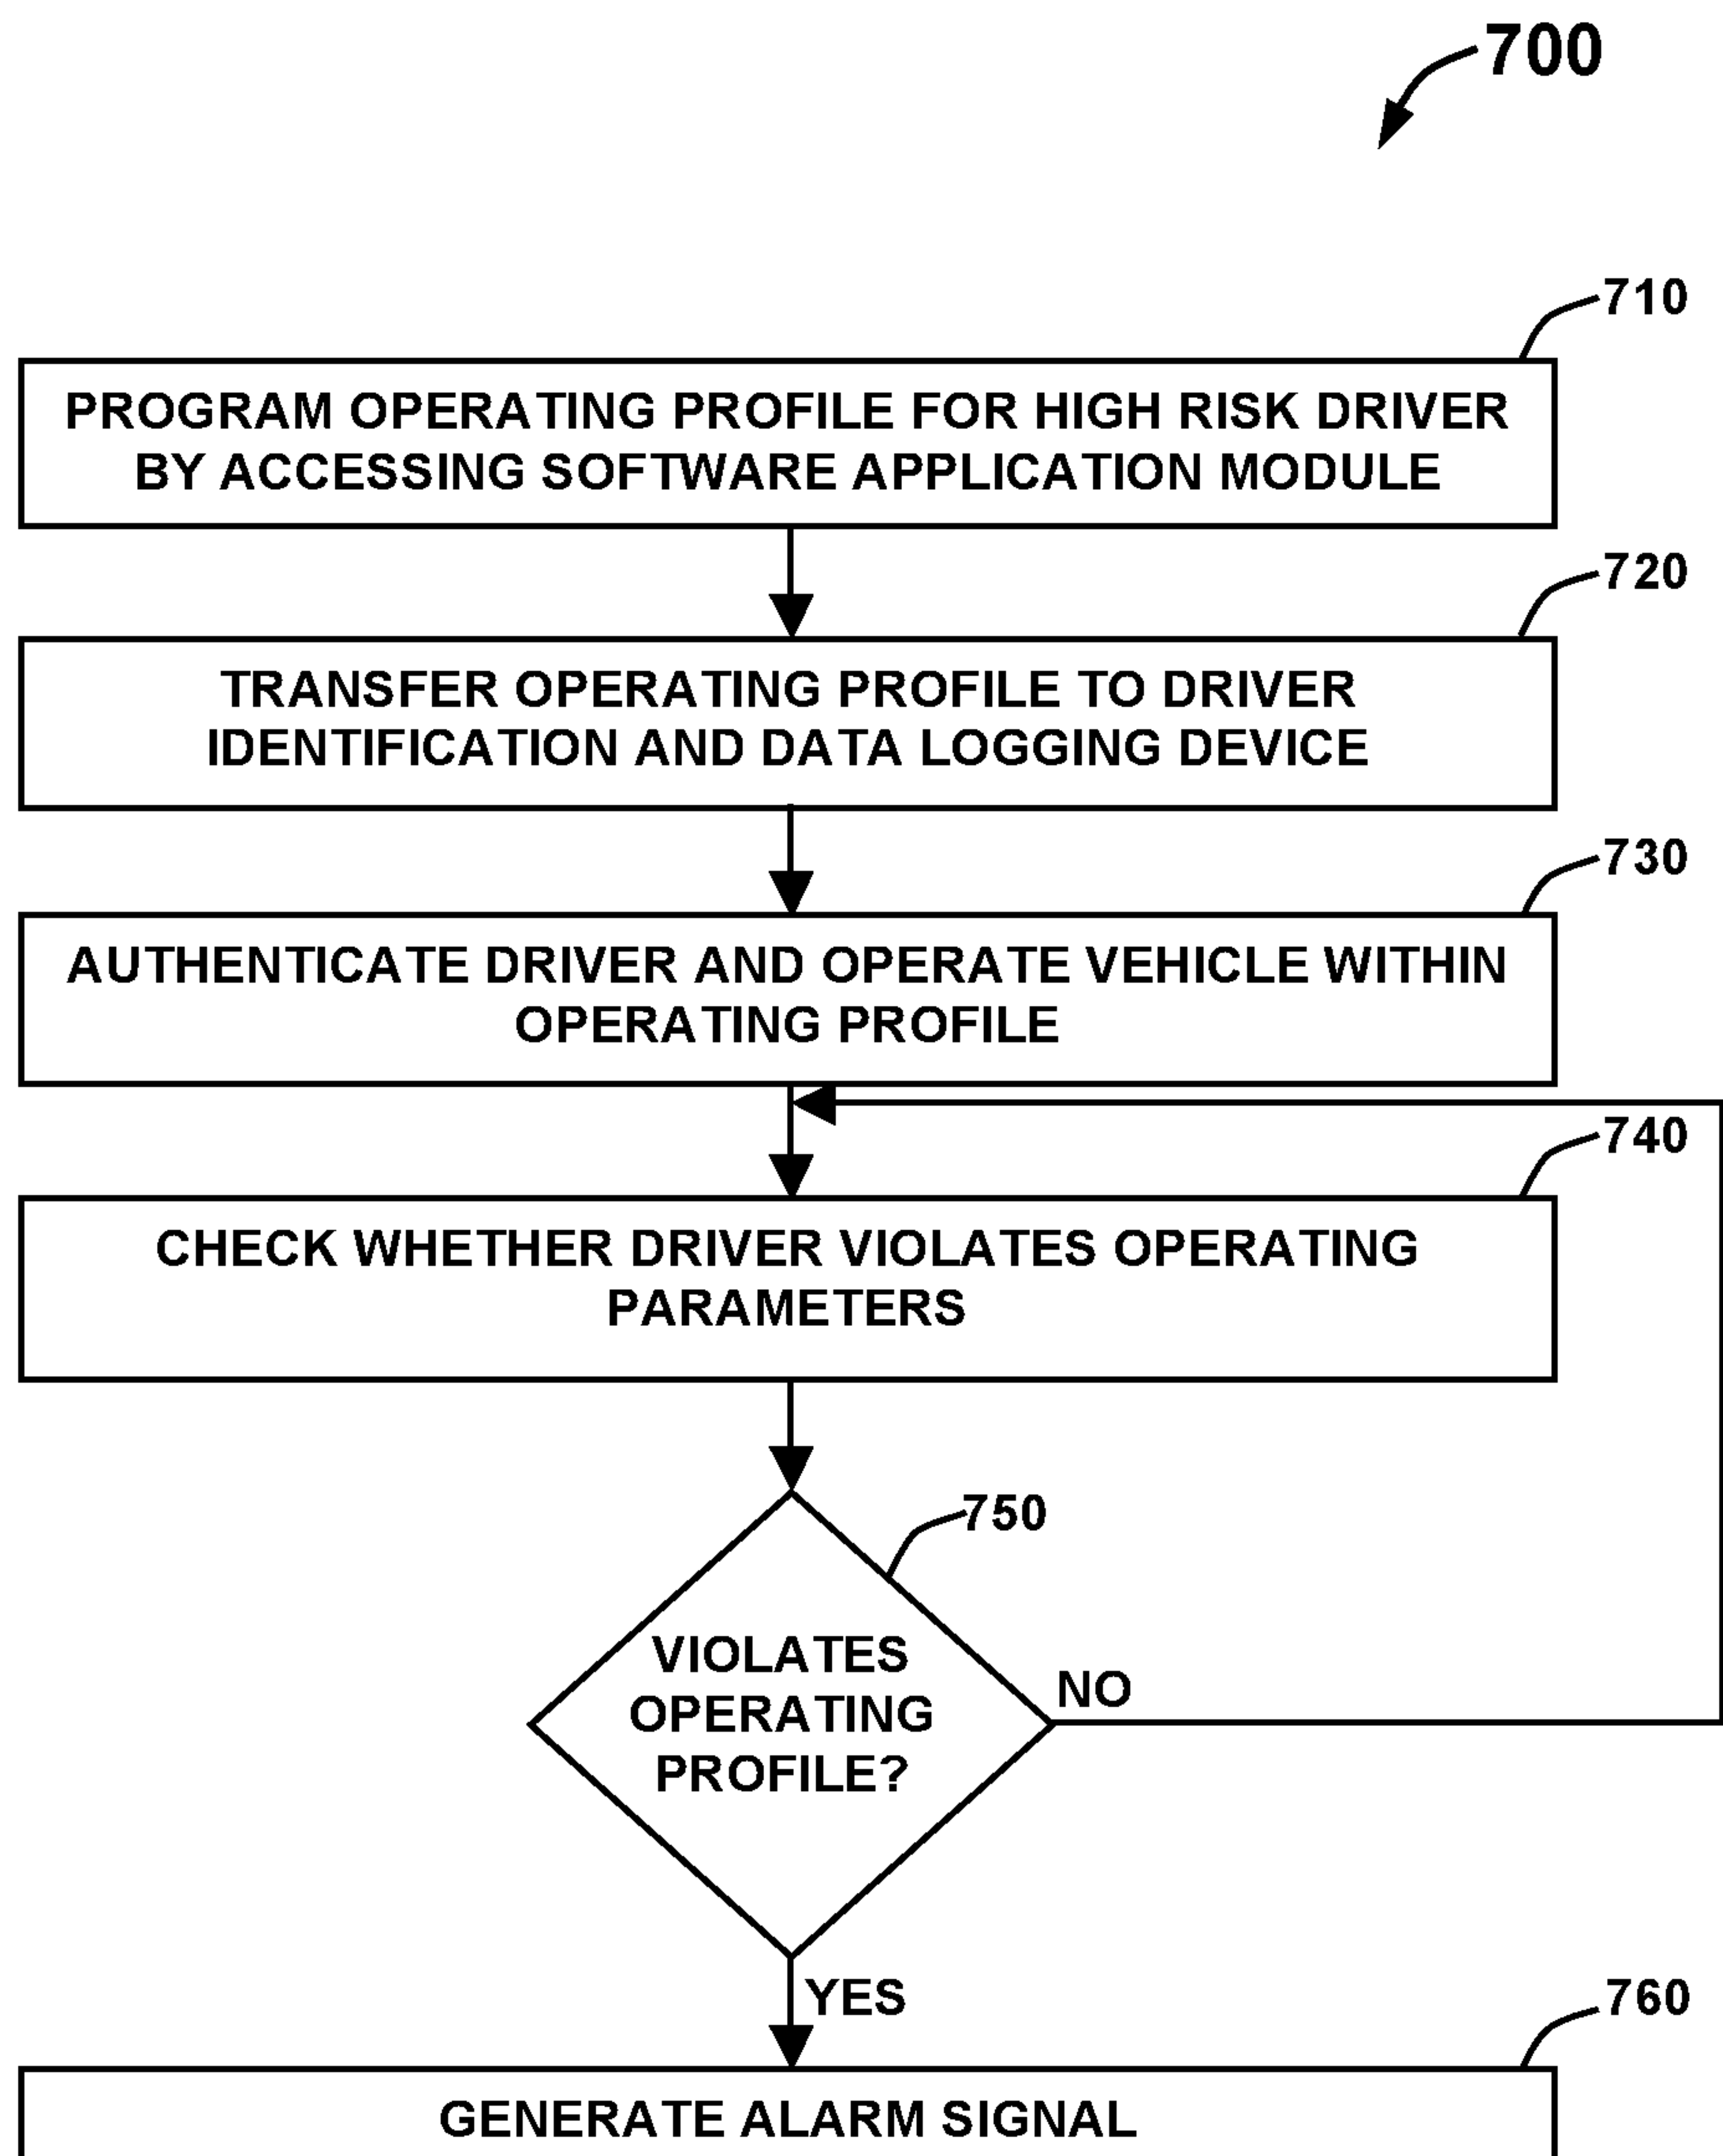 700
710
PROGRAM OPERATING PROFILE FOR HIGH RISK DRIVER
BY ACCESSING SOFTWARE APPLICATION MODULE
720
TRANSFER OPERATING PROFILE TO DRIVER
IDENTIFICATION AND DATA LOGGING DEVICE
730
AUTHENTICATE DRIVER AND OPERATE VEHICLE WITHIN
OPERATING PROFILE
740
CHECK WHETHER DRIVER VIOLATES OPERATING
PARAMETERS
750
VIOLATES
OPERATING
PROFILE?
NO
YES
760
GENERATE ALARM SIGNAL